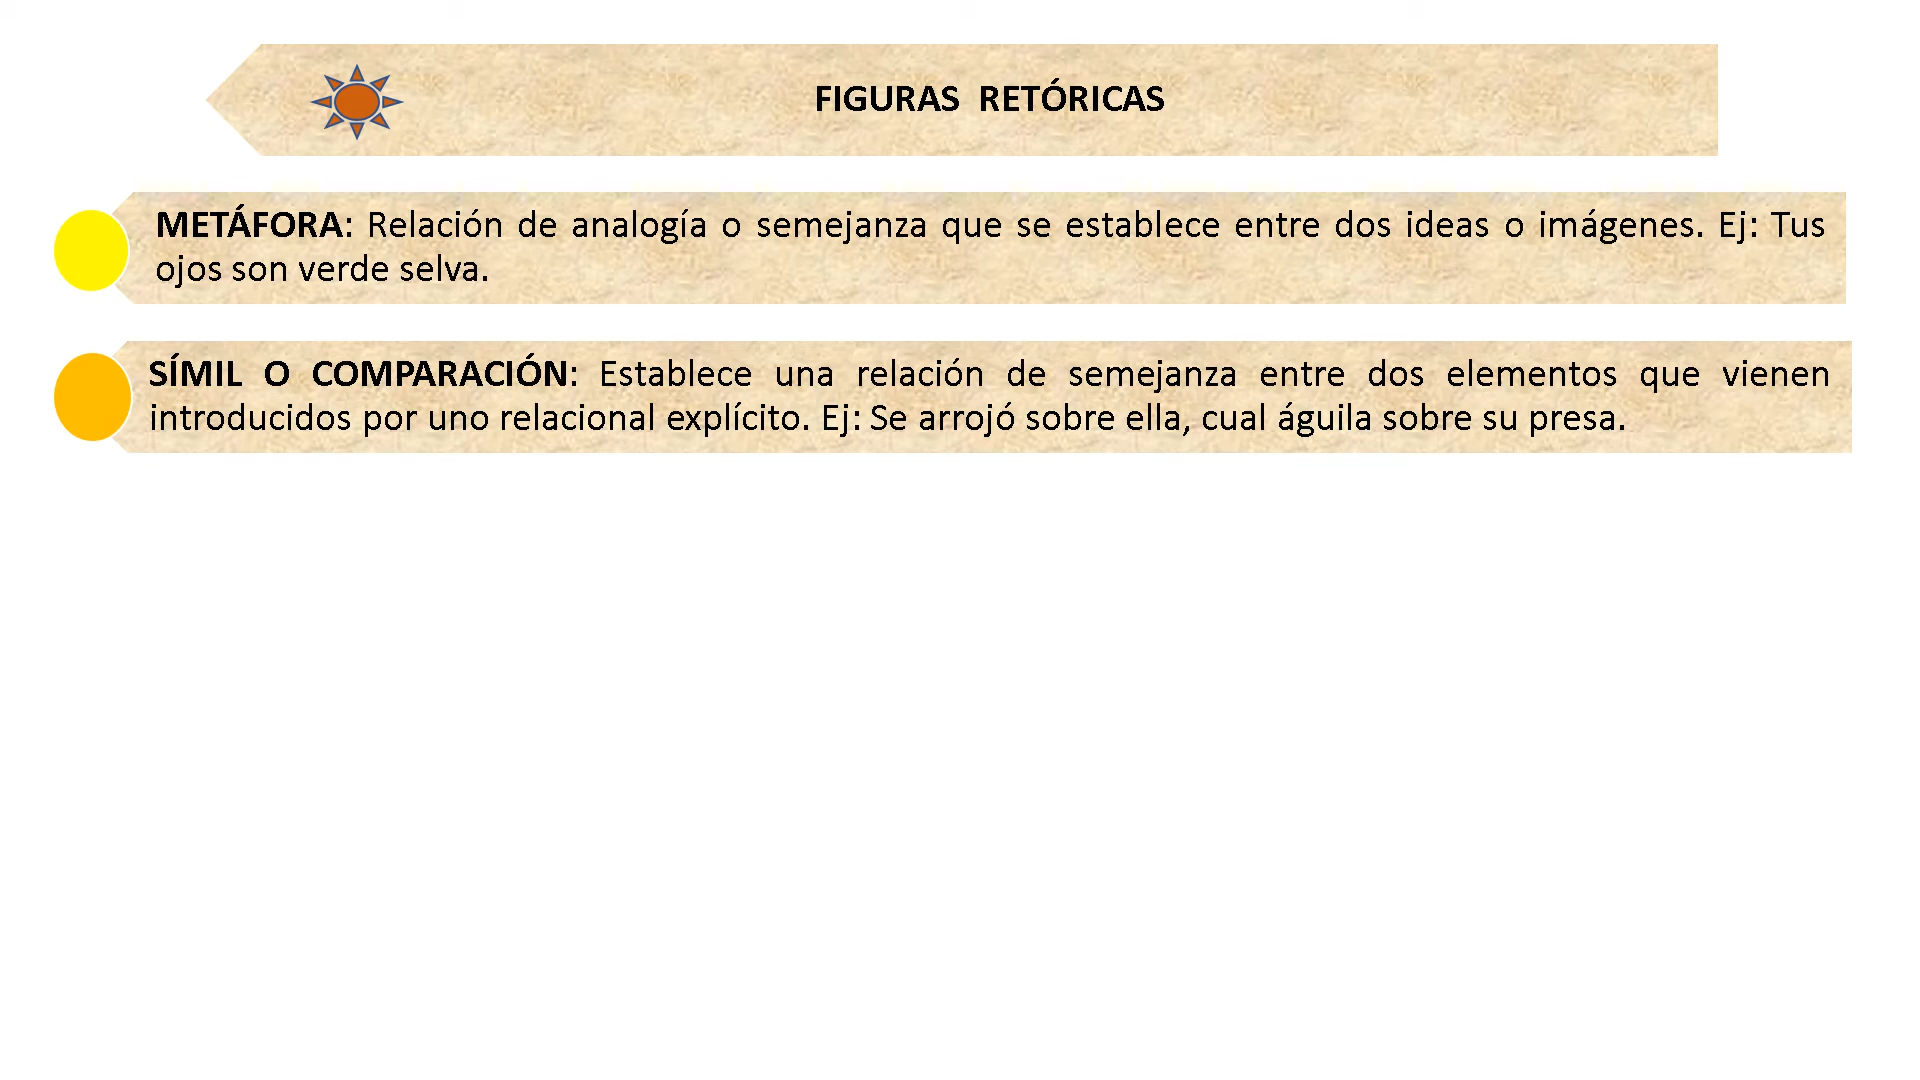 FIGURAS RETÓRICAS
METÁFORA: Relación de analogía o semejanza que se establece entre dos ideas o imágenes. Ej: Tus
ojos son verde selva.
SÍMIL O COMPARACIÓN: Establece una relación de semejanza entre dos elementos que vienen
introducidos por uno relacional explícito. Ej: Se arrojó sobre ella, cual águila sobre su presa.